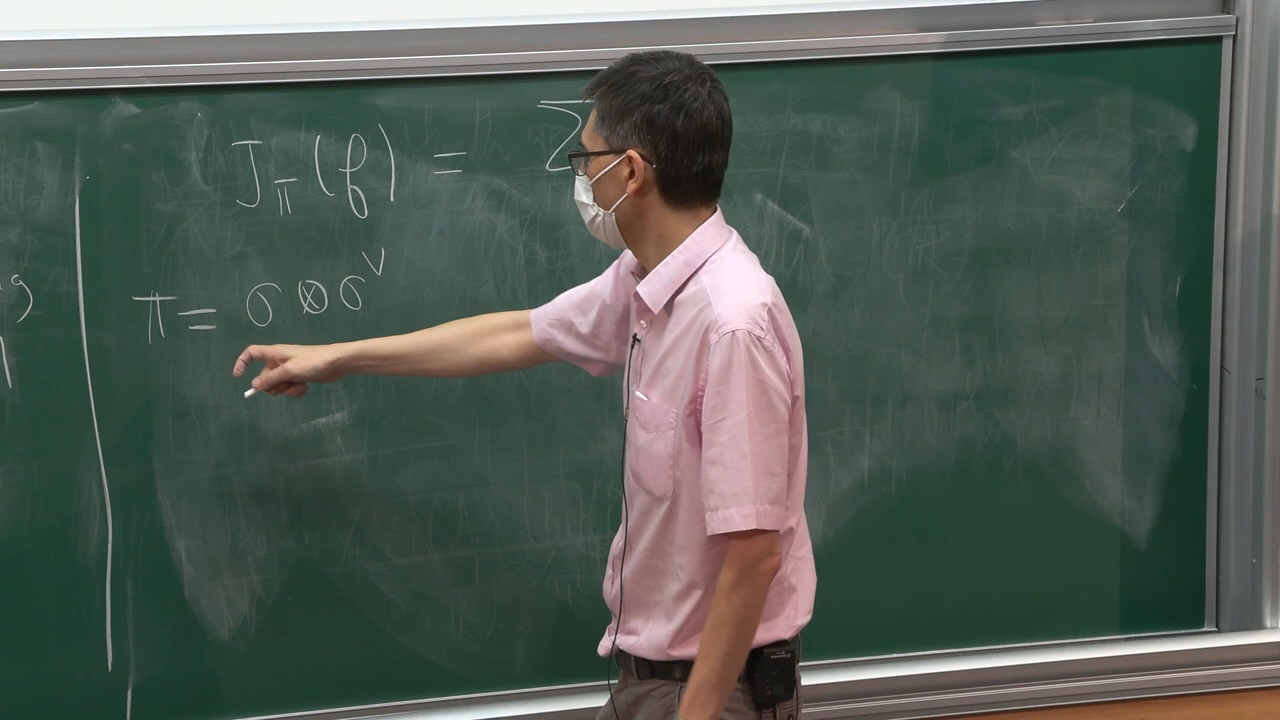 J_π(f) = Σ
π = σ ⊗ σ^∨